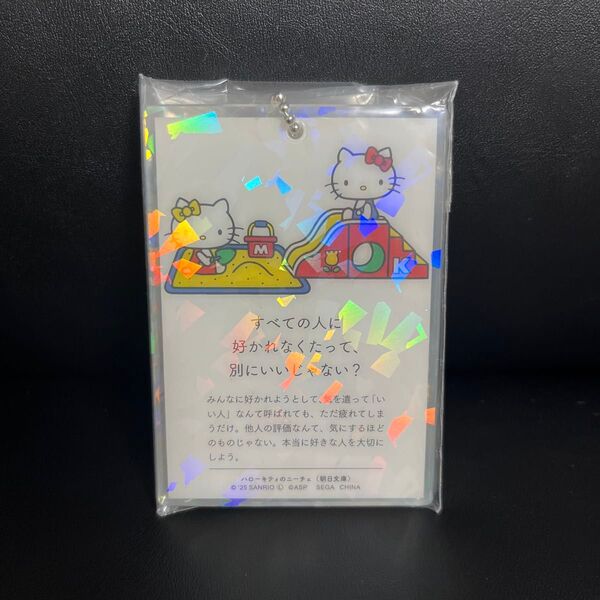 M
K
すべての人に
好かれなくたって、
別にいいじゃない？
みんなに好かれようとして、気を遣って「い
い人」なんて呼ばれても、ただ疲れてしま
うだけ。他人の評価なんて、気にするほど
のものじゃない。本当に好きな人を大切に
しよう。
ハローキティのニーチェ（朝日文庫）
© '25 SANRIO Ⓛ ©ASP SEGA CHINA